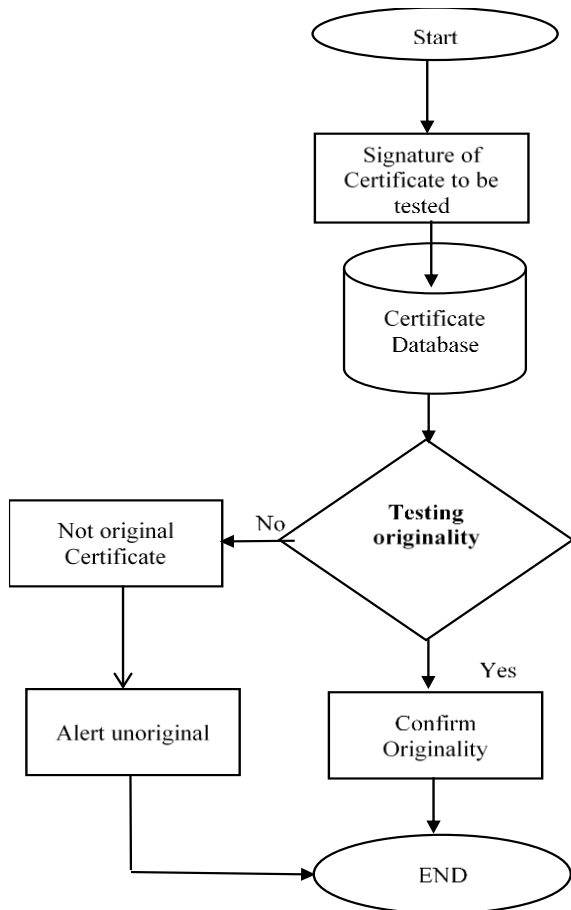 Start
Signature of
Certificate to be
tested
Certificate
Database
Testing
originality
No
Not original
Certificate
Yes
Alert unoriginal
Confirm
Originality
END